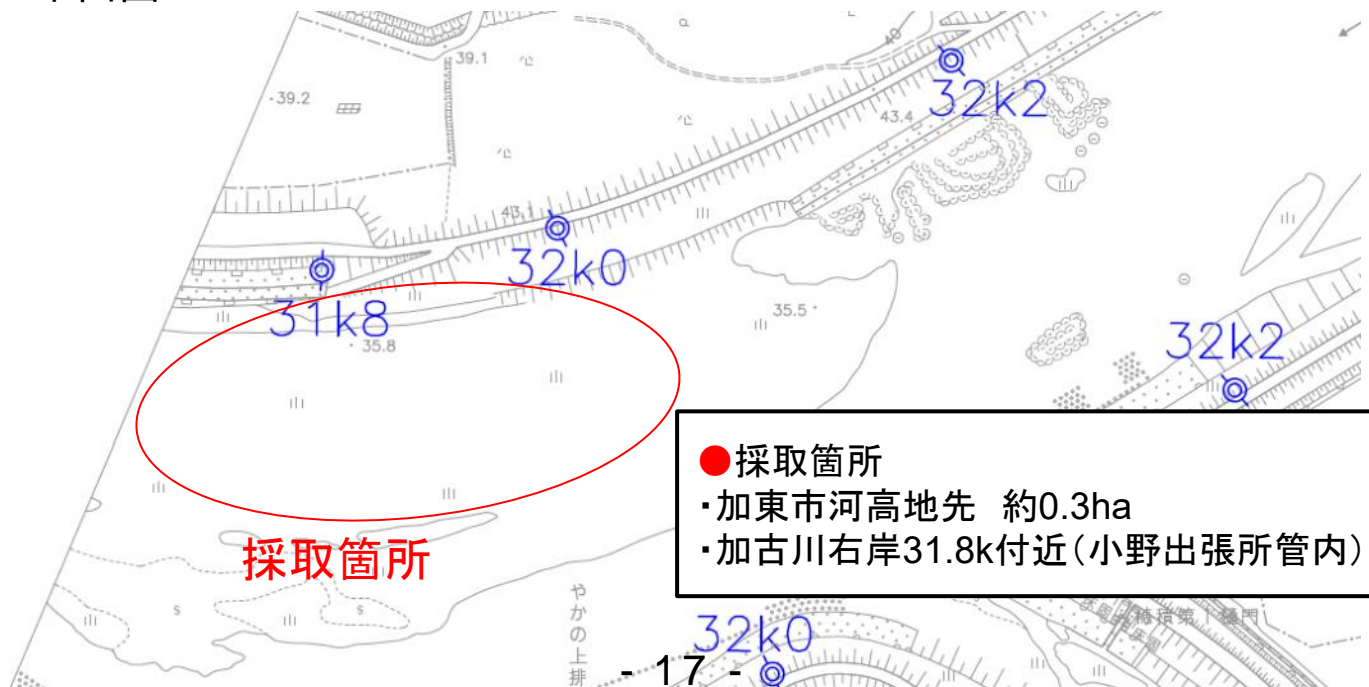 39.1
39.2
40
32k2
43.4
43.1
32k0
31k8
35.8
35.5
32k2
●採取箇所
・加東市河高地先 約0.3ha
・加古川右岸31.8k付近(小野出張所管内)
採取箇所
s
s
やかの上排
32k0
- 17 -